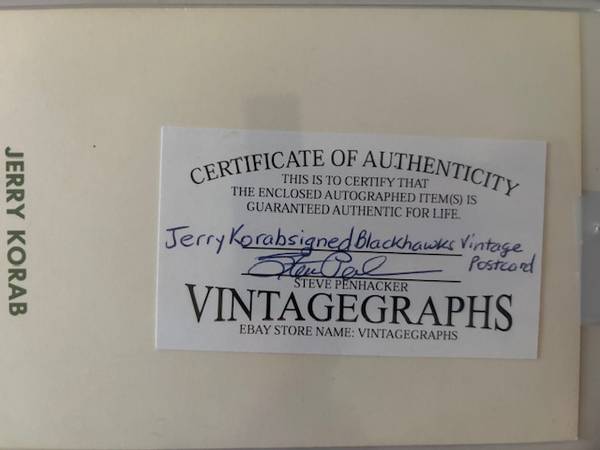 JERRY KORAB
CERTIFICATE OF AUTHENTICITY
THIS IS TO CERTIFY THAT
THE ENCLOSED AUTOGRAPHED ITEM(S) IS
GUARANTEED AUTHENTIC FOR LIFE.
Jerry Korab signed Blackhawks Vintage
Postcard
STEVE PENHACKER
VINTAGEGRAPHS
EBAY STORE NAME: VINTAGEGRAPHS